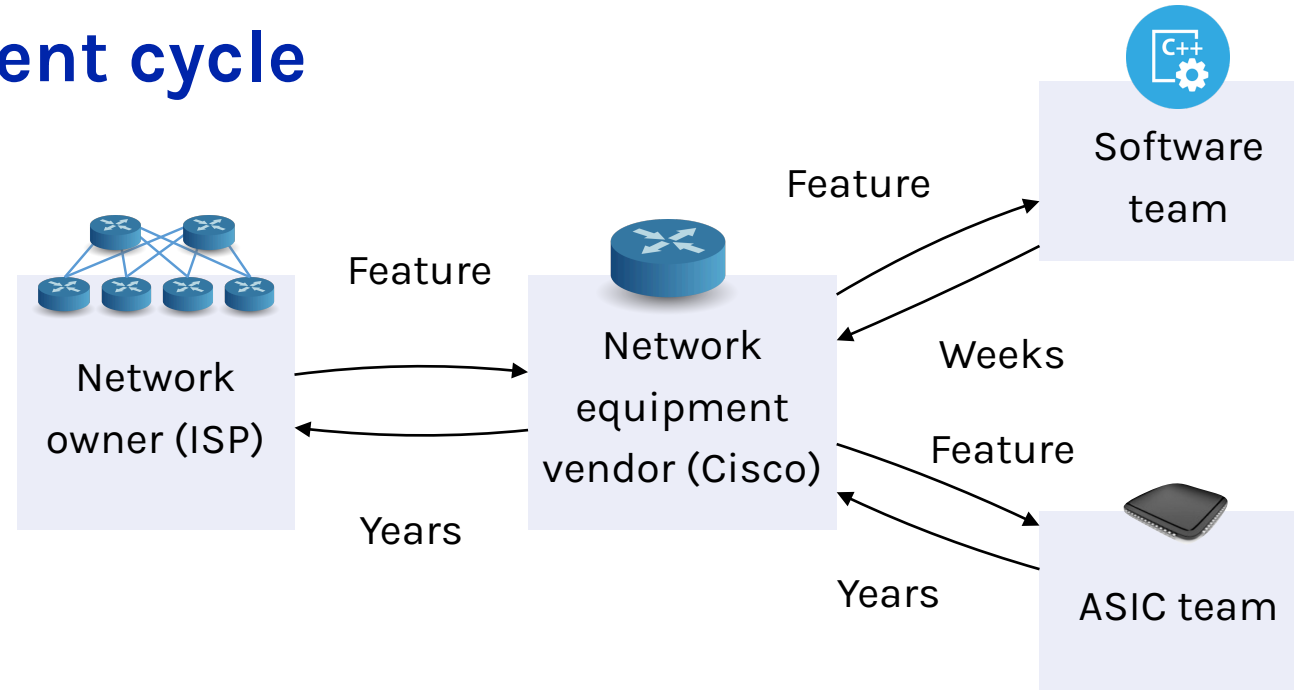 ent cycle
C++
Software
team
Feature
Feature
Network
owner (ISP)
Network
equipment
vendor (Cisco)
Weeks
Feature
Years
Years
ASIC team